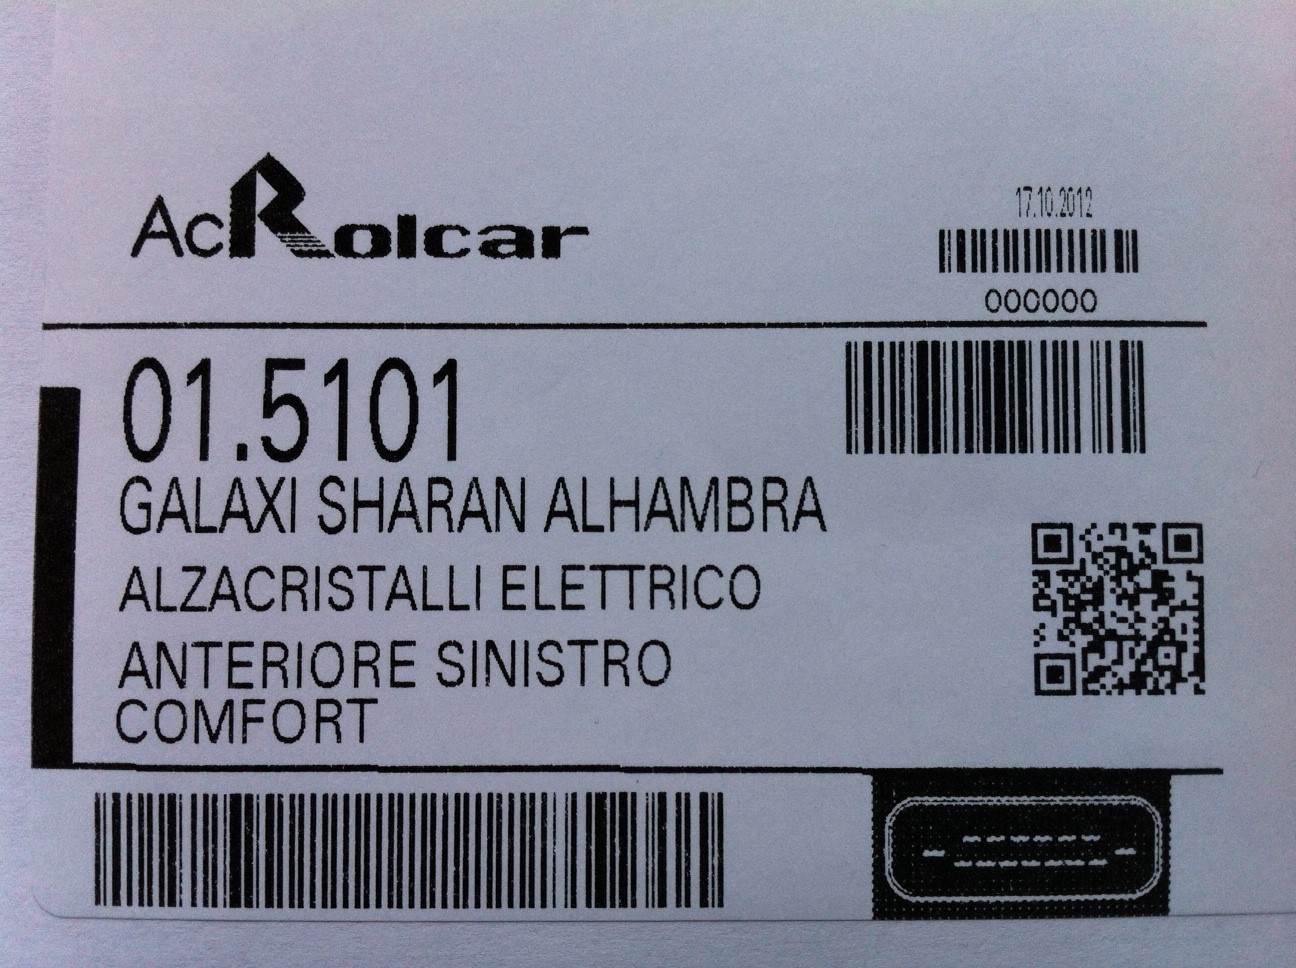 AcRolcar
17.10.2012
000000
01.5101
GALAXI SHARAN ALHAMBRA
ALZACRISTALLI ELETTRICO
ANTERIORE SINISTRO
COMFORT